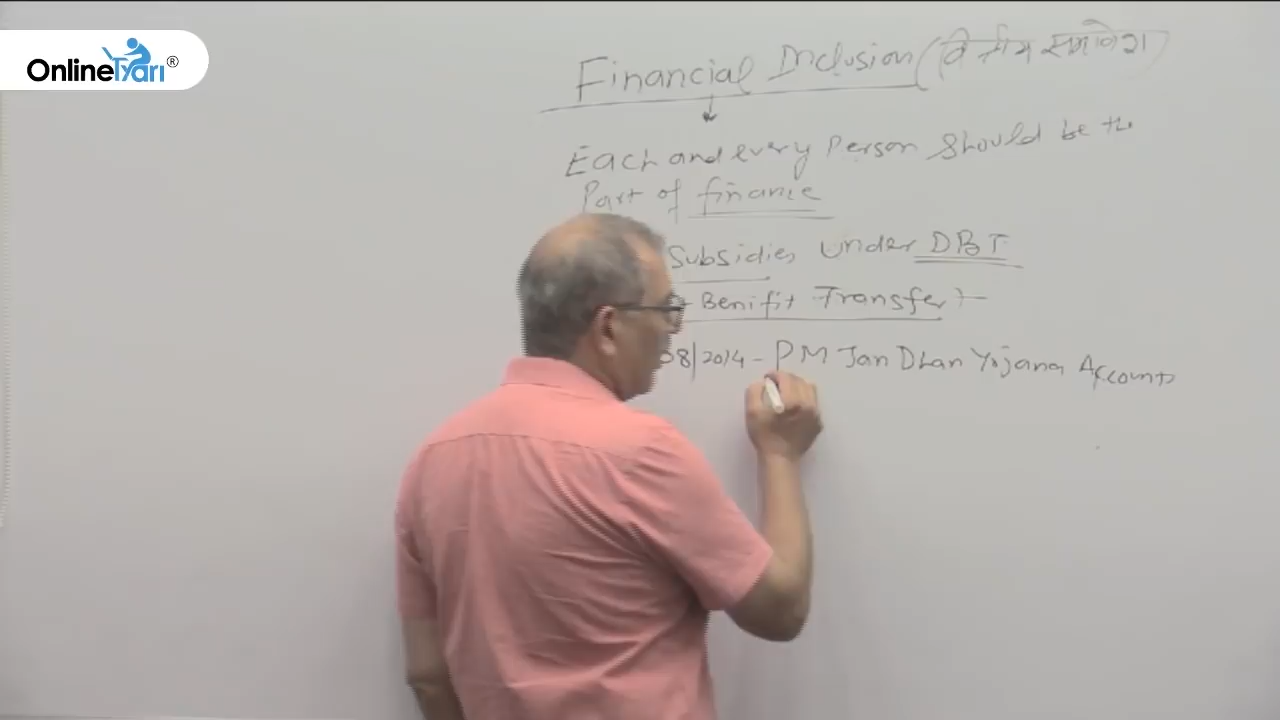 OnlineTyari®
Financial Inclusion (वित्तीय समावेश)
Each and every Person Should be the
Part of finance
Subsidies under DBT
Benifit Transfer :-
08/2014 - PM Jan Dhan Yojana Accounts